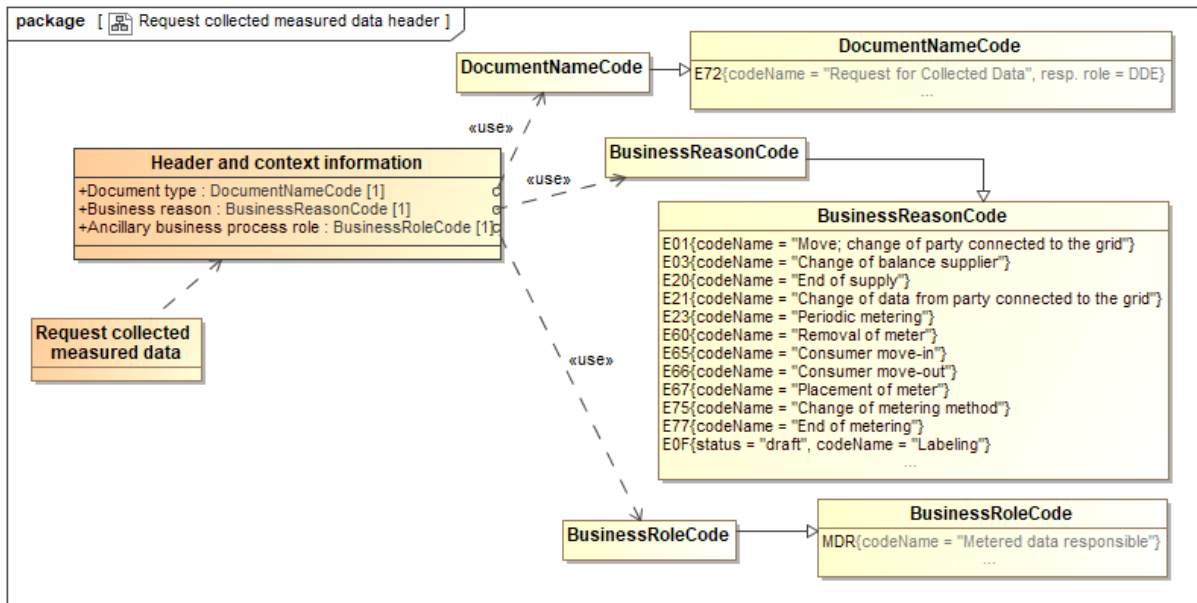 package [ Request collected measured data header ]
DocumentNameCode
DocumentNameCode
E72{codeName = "Request for Collected Data", resp. role = DDE}
...
«use»
Header and context information
+Document type : DocumentNameCode [1]
+Business reason : BusinessReasonCode [1]
+Ancillary business process role : BusinessRoleCode [1]
«use»
BusinessReasonCode
BusinessReasonCode
E01{codeName = "Move; change of party connected to the grid"}
E03{codeName = "Change of balance supplier"}
E20{codeName = "End of supply"}
E21{codeName = "Change of data from party connected to the grid"}
E23{codeName = "Periodic metering"}
E60{codeName = "Removal of meter"}
E65{codeName = "Consumer move-in"}
E66{codeName = "Consumer move-out"}
E67{codeName = "Placement of meter"}
E75{codeName = "Change of metering method"}
E77{codeName = "End of metering"}
E0F{status = "draft", codeName = "Labeling"}
...
Request collected
measured data
«use»
BusinessRoleCode
BusinessRoleCode
MDR{codeName = "Metered data responsible"}
...